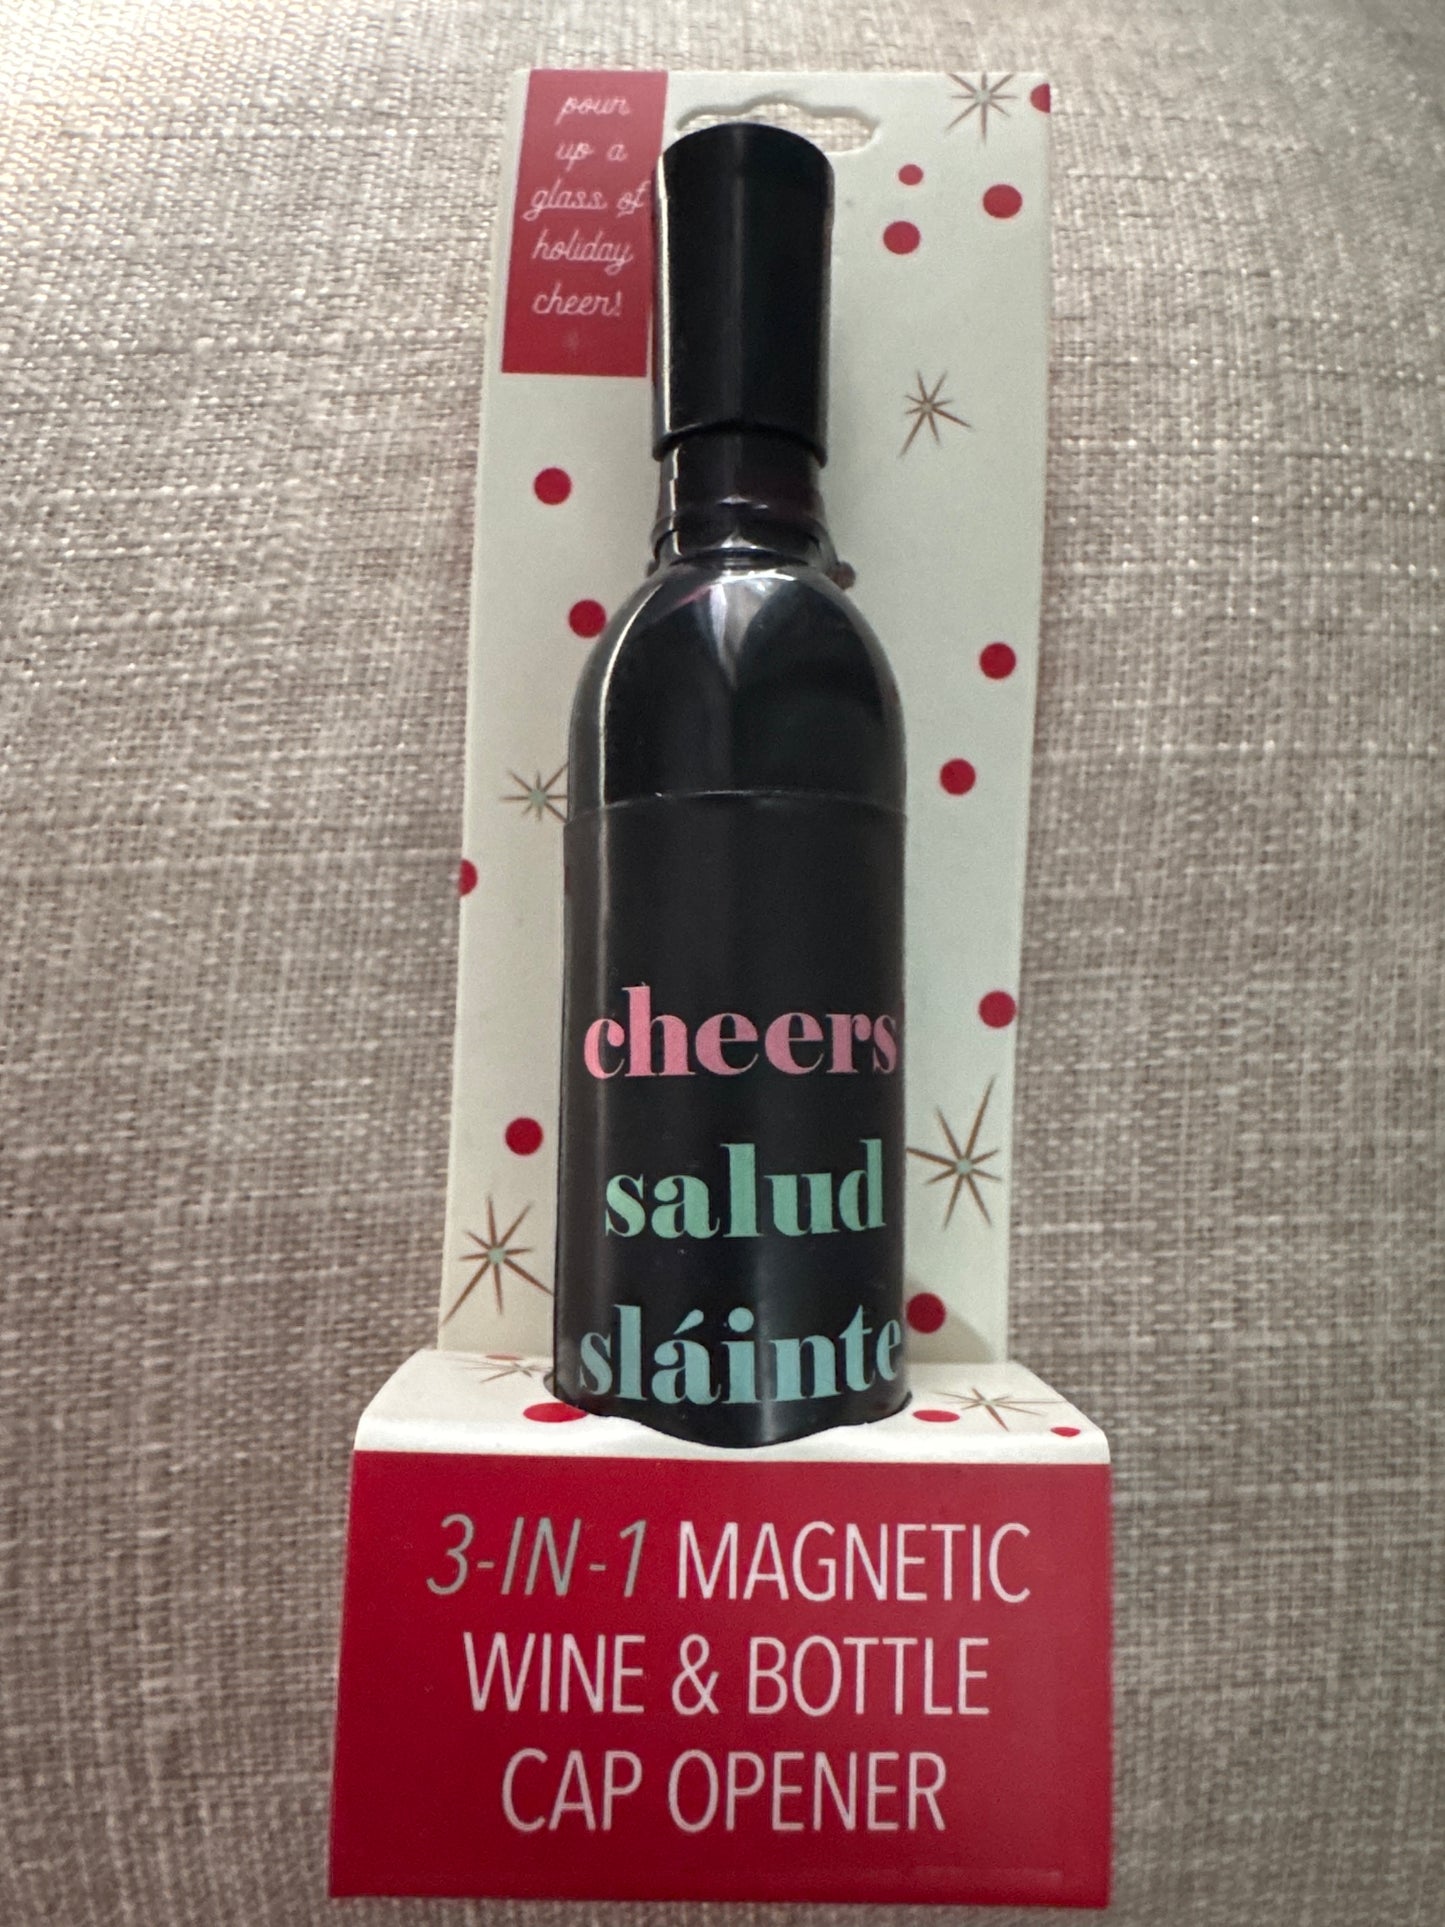 pour
up a
glass of
holiday
cheer!
cheers
salud
sláinte
3-IN-1 MAGNETIC
WINE & BOTTLE
CAP OPENER